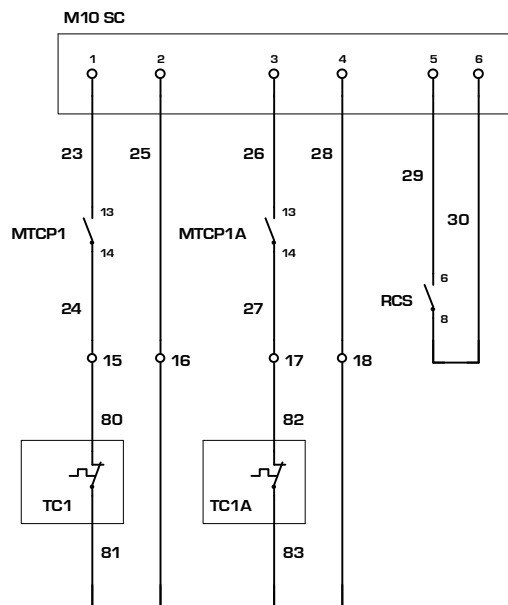 M10 SC
1 2 3 4 5 6
23 25 26 28
29
30
13 13
MTCP1 MTCP1A
14 14
6
RCS
8
24 27
15 16 17 18
80 82
TC1 TC1A
81 83